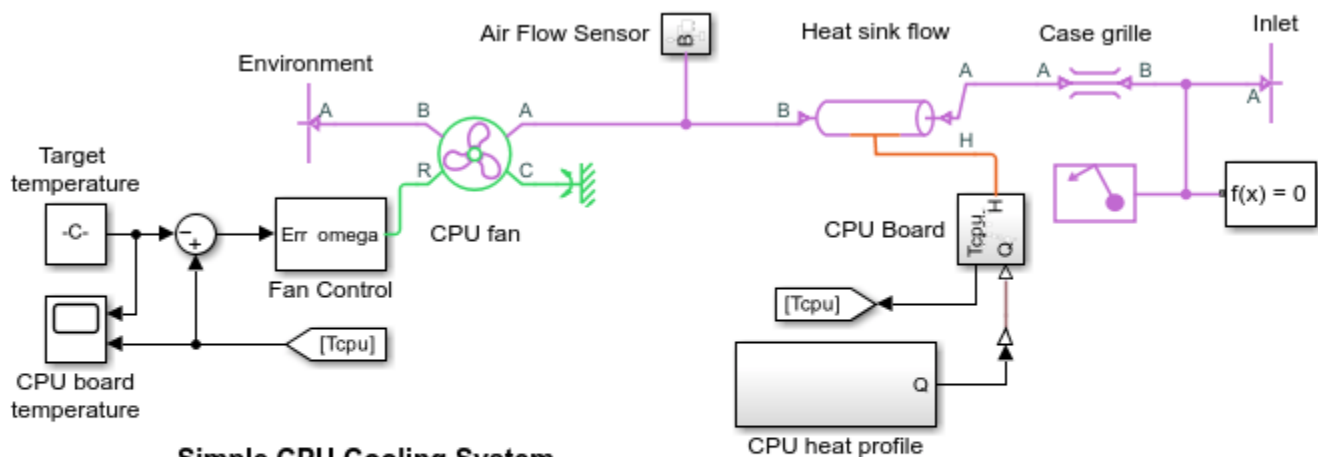 Air Flow Sensor
B
Heat sink flow
Case grille
Inlet
Environment
A
B
A
B
A
A
B
A
H
R
C
Target
temperature
-C-
−
+
Err omega
CPU fan
Fan Control
CPU Board
Tcpu
H
Q
f(x) = 0
[Tcpu]
[Tcpu]
CPU board
temperature
Q
CPU heat profile
Simple CPU Cooling System